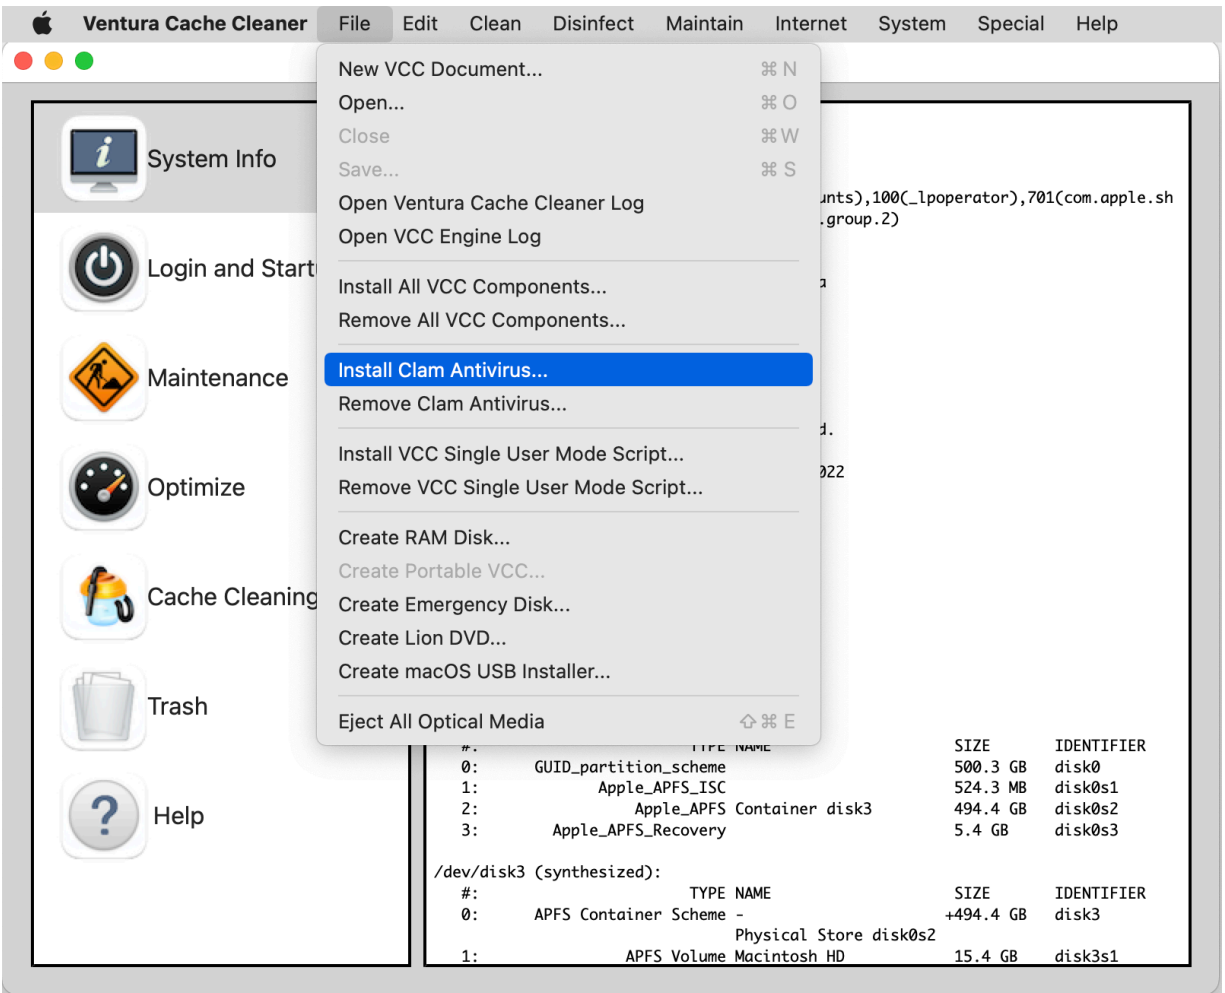 Ventura Cache Cleaner File Edit Clean Disinfect Maintain Internet System Special Help
New VCC Document... ⌘ N
Open... ⌘ O
Close ⌘ W
Save... ⌘ S
Open Ventura Cache Cleaner Log
Open VCC Engine Log
Install All VCC Components...
Remove All VCC Components...
Install Clam Antivirus...
Remove Clam Antivirus...
Install VCC Single User Mode Script...
Remove VCC Single User Mode Script...
Create RAM Disk...
Create Portable VCC...
Create Emergency Disk...
Create Lion DVD...
Create macOS USB Installer...
Eject All Optical Media ⇧ ⌘ E
System Info
Login and Start
Maintenance
Optimize
Cache Cleaning
Trash
Help
unts),100(_lpoperator),701(com.apple.sh
.group.2)
a
d.
022
#: TYPE NAME SIZE IDENTIFIER
0: GUID_partition_scheme 500.3 GB disk0
1: Apple_APFS_ISC 524.3 MB disk0s1
2: Apple_APFS Container disk3 494.4 GB disk0s2
3: Apple_APFS_Recovery 5.4 GB disk0s3
/dev/disk3 (synthesized):
#: TYPE NAME SIZE IDENTIFIER
0: APFS Container Scheme - +494.4 GB disk3
Physical Store disk0s2
1: APFS Volume Macintosh HD 15.4 GB disk3s1